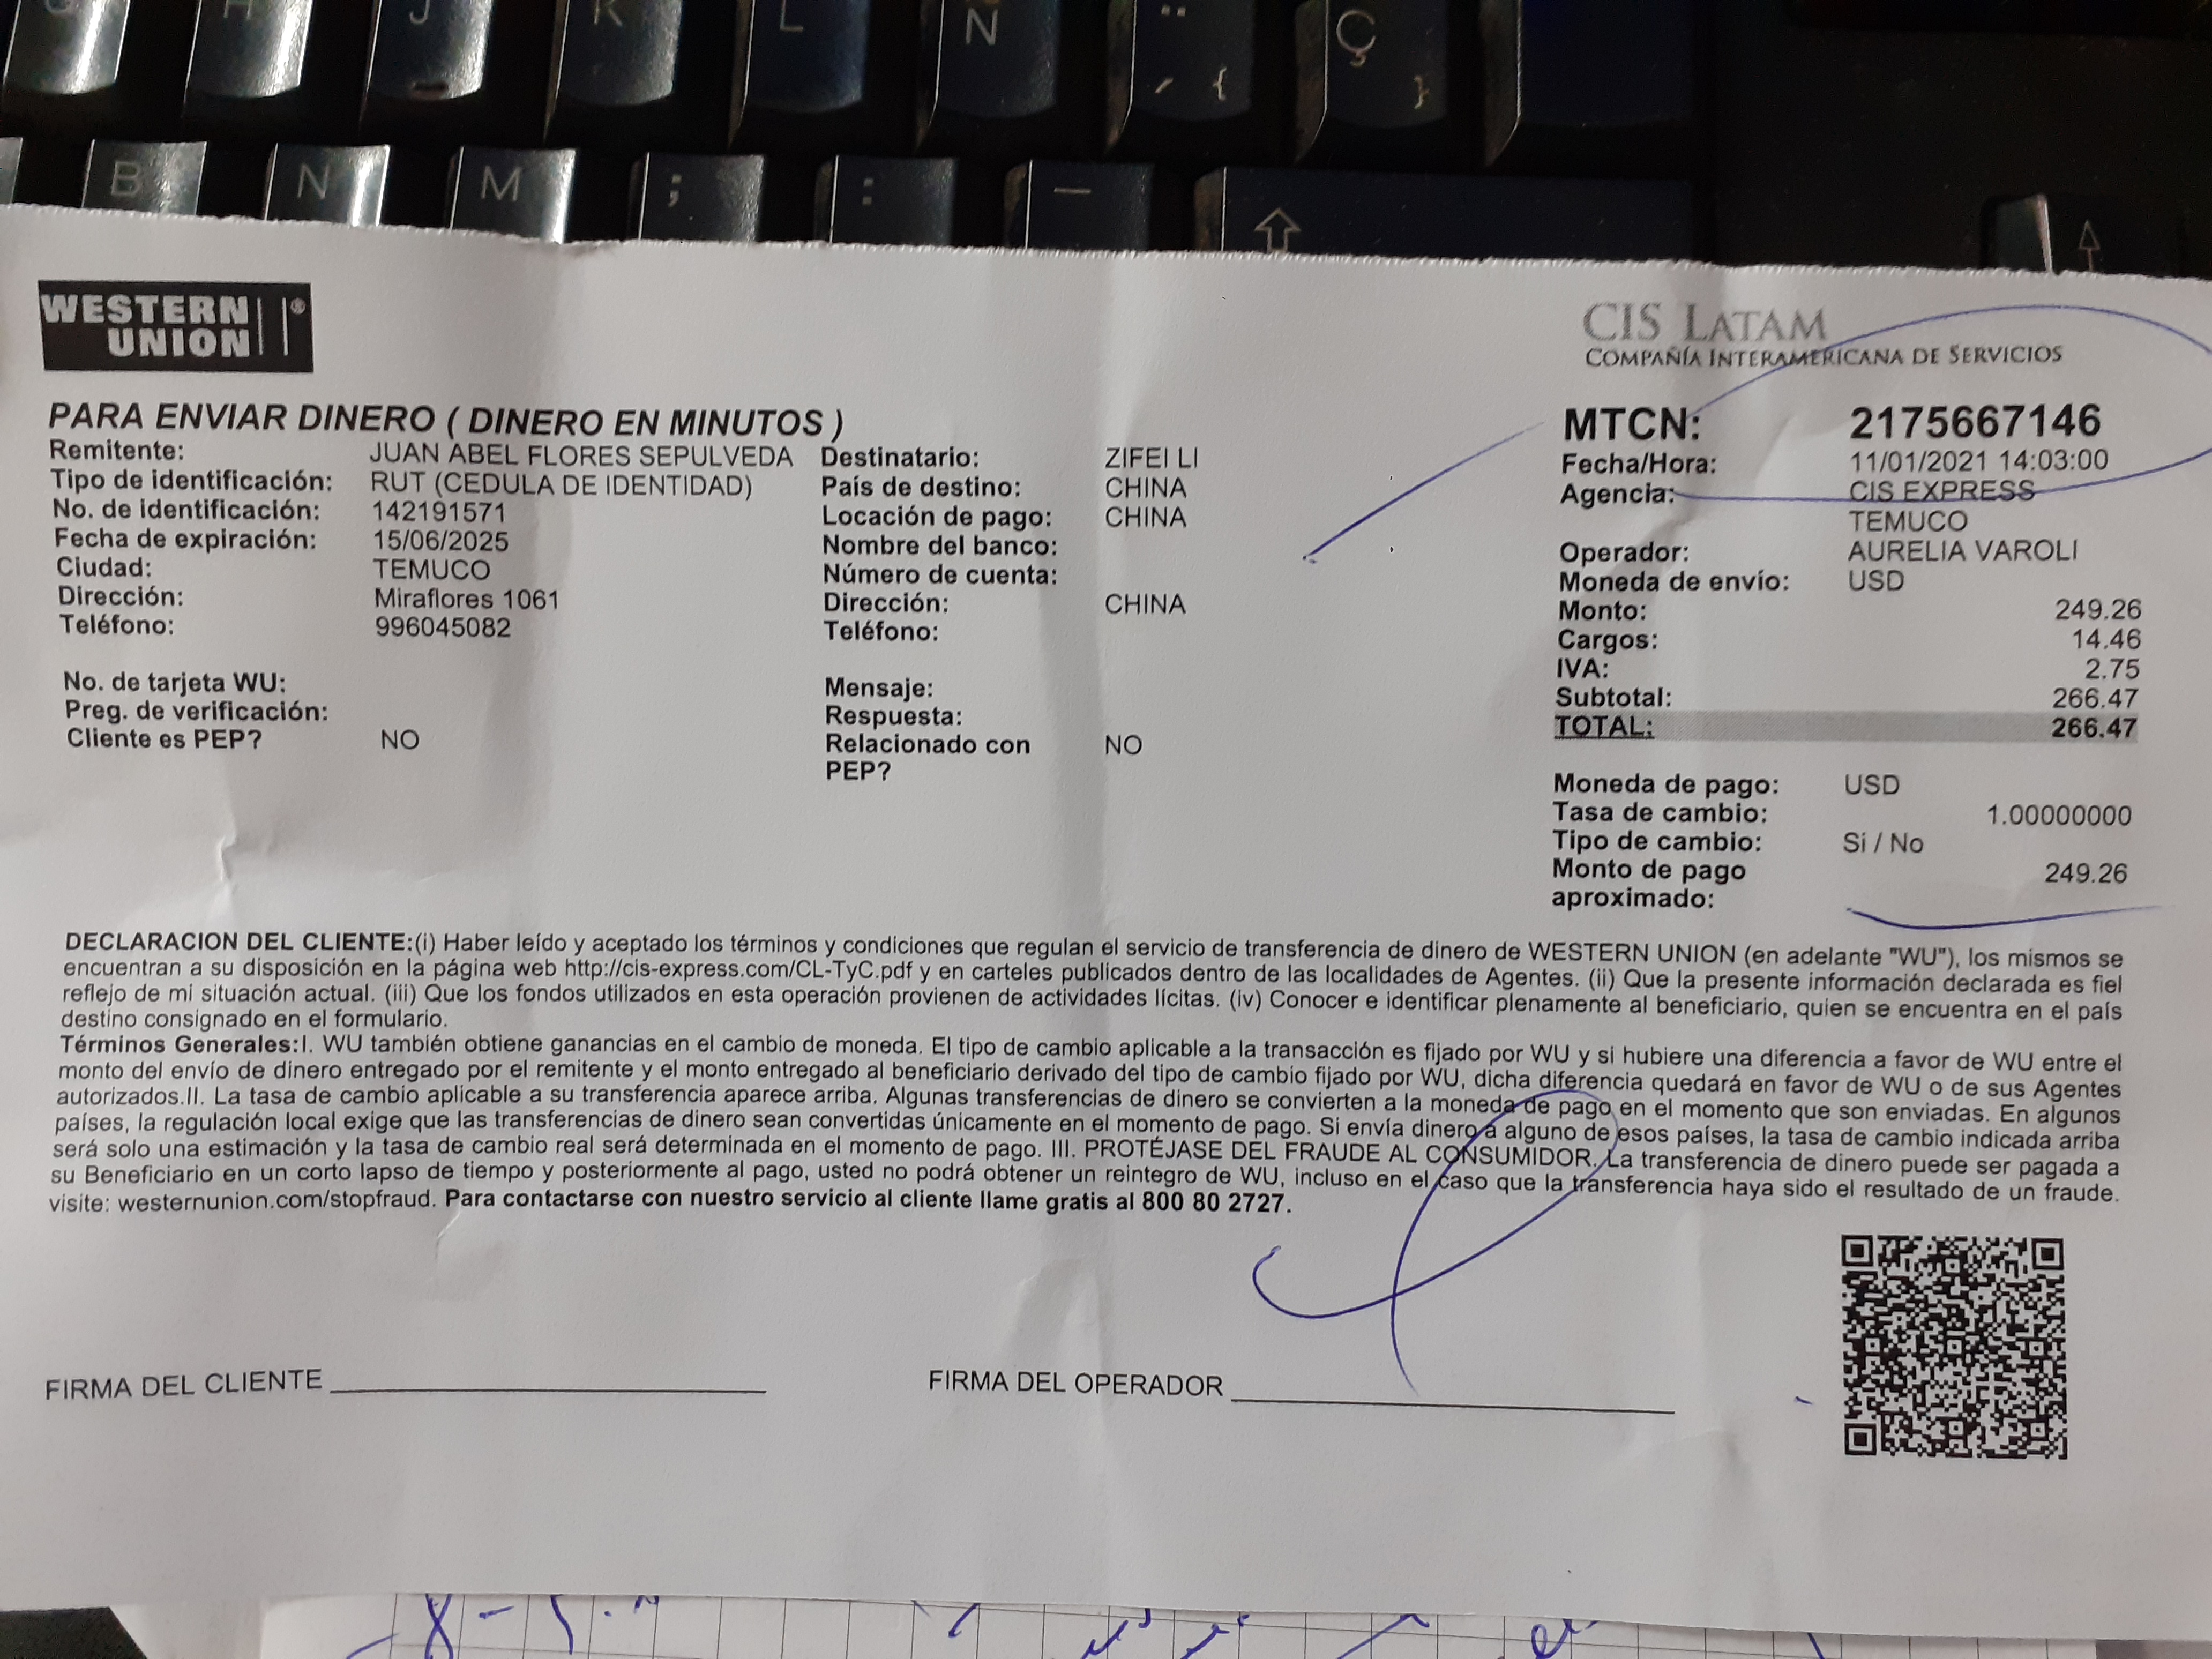 H J K L Ñ ¨ ´ { Ç }
B N M ; : _
WESTERN UNION ®
CIS LATAM
COMPAÑÍA INTERAMERICANA DE SERVICIOS
PARA ENVIAR DINERO ( DINERO EN MINUTOS )
Remitente: JUAN ABEL FLORES SEPULVEDA
Tipo de identificación: RUT (CEDULA DE IDENTIDAD)
No. de identificación: 142191571
Fecha de expiración: 15/06/2025
Ciudad: TEMUCO
Dirección: Miraflores 1061
Teléfono: 996045082
No. de tarjeta WU:
Preg. de verificación:
Cliente es PEP? NO
Destinatario: ZIFEI LI
País de destino: CHINA
Locación de pago: CHINA
Nombre del banco:
Número de cuenta:
Dirección: CHINA
Teléfono:
Mensaje:
Respuesta:
Relacionado con NO
PEP?
MTCN: 2175667146
Fecha/Hora: 11/01/2021 14:03:00
Agencia: CIS EXPRESS
TEMUCO
Operador: AURELIA VAROLI
Moneda de envío: USD
Monto: 249.26
Cargos: 14.46
IVA: 2.75
Subtotal: 266.47
TOTAL: 266.47
Moneda de pago: USD
Tasa de cambio: 1.00000000
Tipo de cambio: Si / No
Monto de pago 249.26
aproximado:
DECLARACION DEL CLIENTE:(i) Haber leído y aceptado los términos y condiciones que regulan el servicio de transferencia de dinero de WESTERN UNION (en adelante "WU"), los mismos se
encuentran a su disposición en la página web http://cis-express.com/CL-TyC.pdf y en carteles publicados dentro de las localidades de Agentes. (ii) Que la presente información declarada es fiel
reflejo de mi situación actual. (iii) Que los fondos utilizados en esta operación provienen de actividades lícitas. (iv) Conocer e identificar plenamente al beneficiario, quien se encuentra en el país
destino consignado en el formulario.
Términos Generales:I. WU también obtiene ganancias en el cambio de moneda. El tipo de cambio aplicable a la transacción es fijado por WU y si hubiere una diferencia a favor de WU entre el
monto del envío de dinero entregado por el remitente y el monto entregado al beneficiario derivado del tipo de cambio fijado por WU, dicha diferencia quedará en favor de WU o de sus Agentes
autorizados.II. La tasa de cambio aplicable a su transferencia aparece arriba. Algunas transferencias de dinero se convierten a la moneda de pago en el momento que son enviadas. En algunos
países, la regulación local exige que las transferencias de dinero sean convertidas únicamente en el momento de pago. Si envía dinero a alguno de esos países, la tasa de cambio indicada arriba
será solo una estimación y la tasa de cambio real será determinada en el momento de pago. III. PROTÉJASE DEL FRAUDE AL CONSUMIDOR. La transferencia de dinero puede ser pagada a
su Beneficiario en un corto lapso de tiempo y posteriormente al pago, usted no podrá obtener un reintegro de WU, incluso en el caso que la transferencia haya sido el resultado de un fraude.
visite: westernunion.com/stopfraud. Para contactarse con nuestro servicio al cliente llame gratis al 800 80 2727.
FIRMA DEL CLIENTE
FIRMA DEL OPERADOR